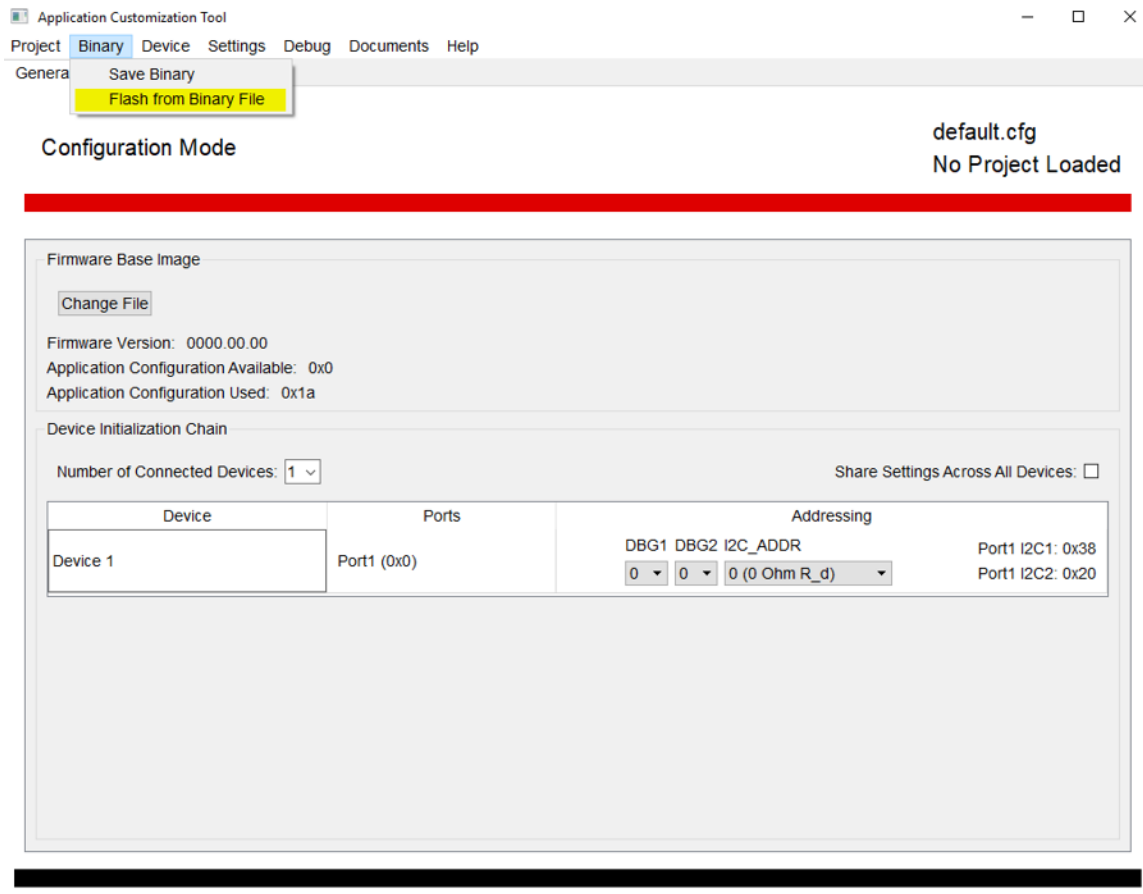 Application Customization Tool
Project Binary Device Settings Debug Documents Help
Genera
Save Binary
Flash from Binary File
Configuration Mode
default.cfg
No Project Loaded
Firmware Base Image
Change File
Firmware Version: 0000.00.00
Application Configuration Available: 0x0
Application Configuration Used: 0x1a
Device Initialization Chain
Number of Connected Devices: 1
Share Settings Across All Devices:
Device Ports Addressing
Device 1
Port1 (0x0)
DBG1 DBG2 I2C_ADDR
0 0 0 (0 Ohm R_d)
Port1 I2C1: 0x38
Port1 I2C2: 0x20